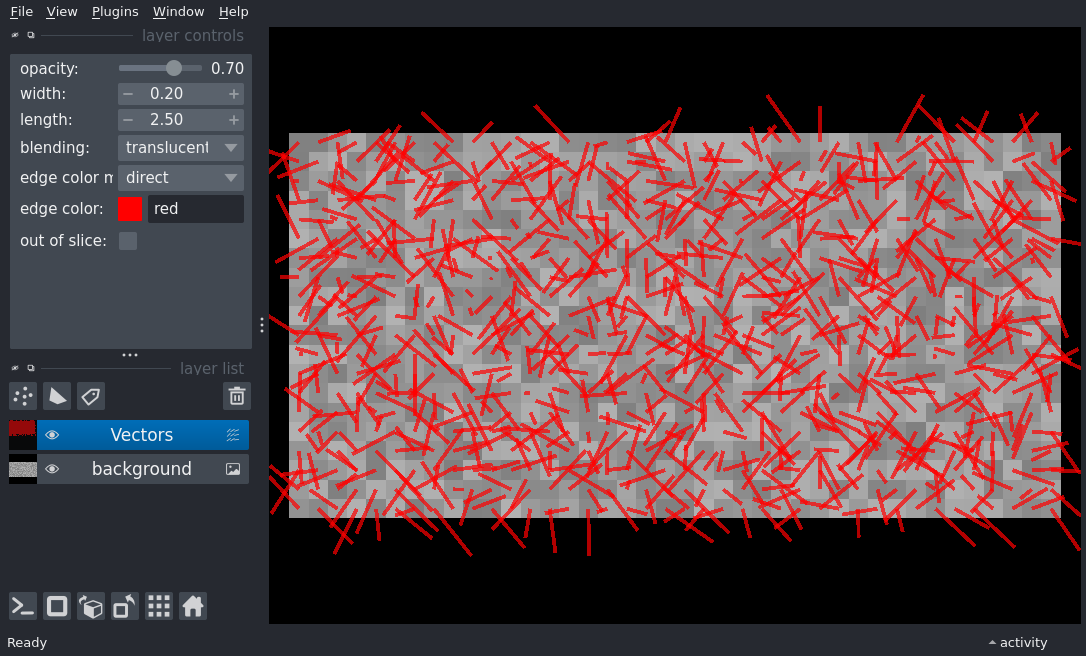 File View Plugins Window Help
layer controls
opacity: 0.70
width: 0.20
length: 2.50
blending: translucent
edge color m direct
edge color: red
out of slice:
layer list
Vectors
background
Ready activity